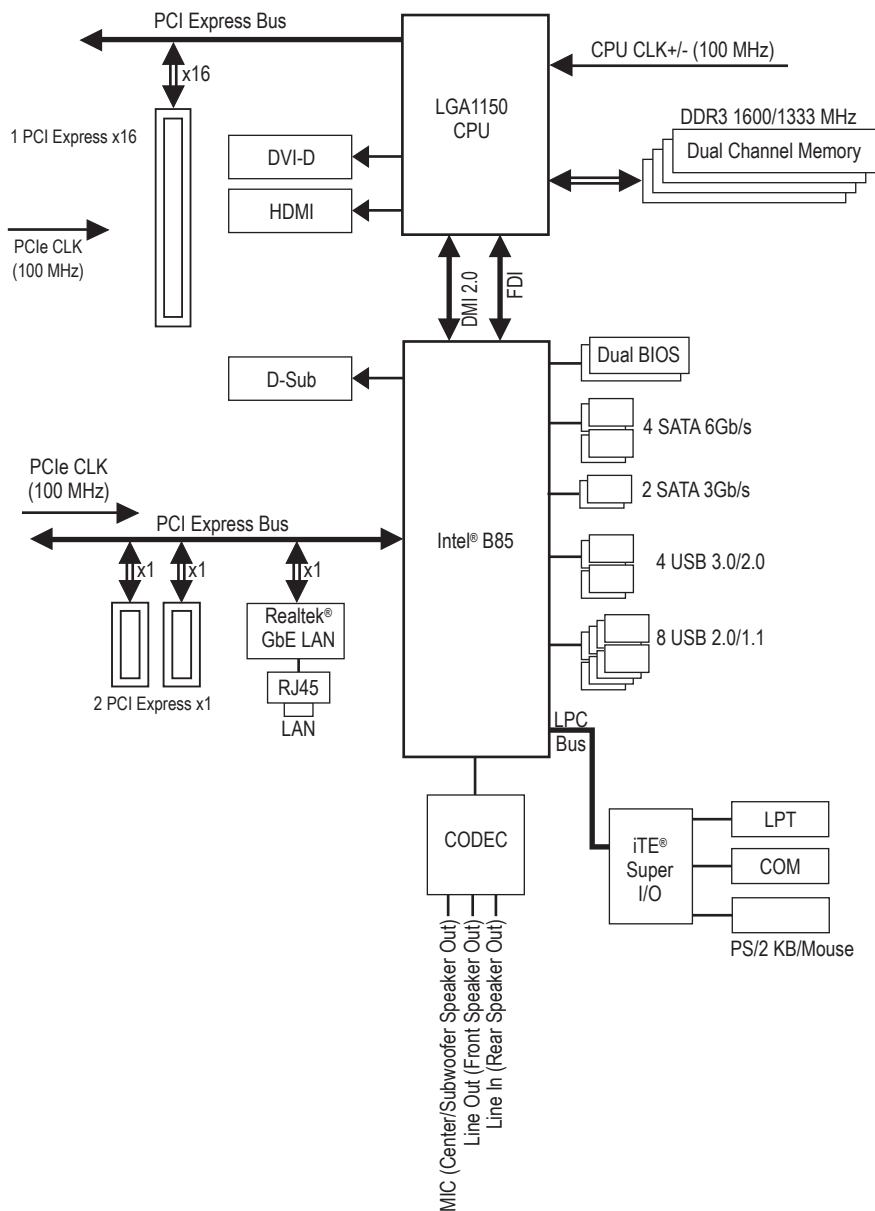 PCI Express Bus
x16
CPU CLK+/- (100 MHz)
1 PCI Express x16
LGA1150
CPU
DDR3 1600/1333 MHz
Dual Channel Memory
DVI-D
HDMI
PCIe CLK
(100 MHz)
DMI 2.0
FDI
Dual BIOS
D-Sub
4 SATA 6Gb/s
PCIe CLK
(100 MHz)
2 SATA 3Gb/s
PCI Express Bus
Intel® B85
x1
x1
x1
4 USB 3.0/2.0
Realtek®
GbE LAN
8 USB 2.0/1.1
RJ45
2 PCI Express x1
LAN
LPC
Bus
CODEC
iTE®
Super
I/O
LPT
COM
PS/2 KB/Mouse
MIC (Center/Subwoofer Speaker Out)
Line Out (Front Speaker Out)
Line In (Rear Speaker Out)